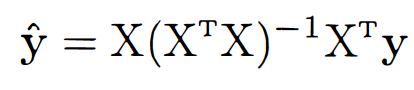 ŷ = X(XᵀX)⁻¹Xᵀy